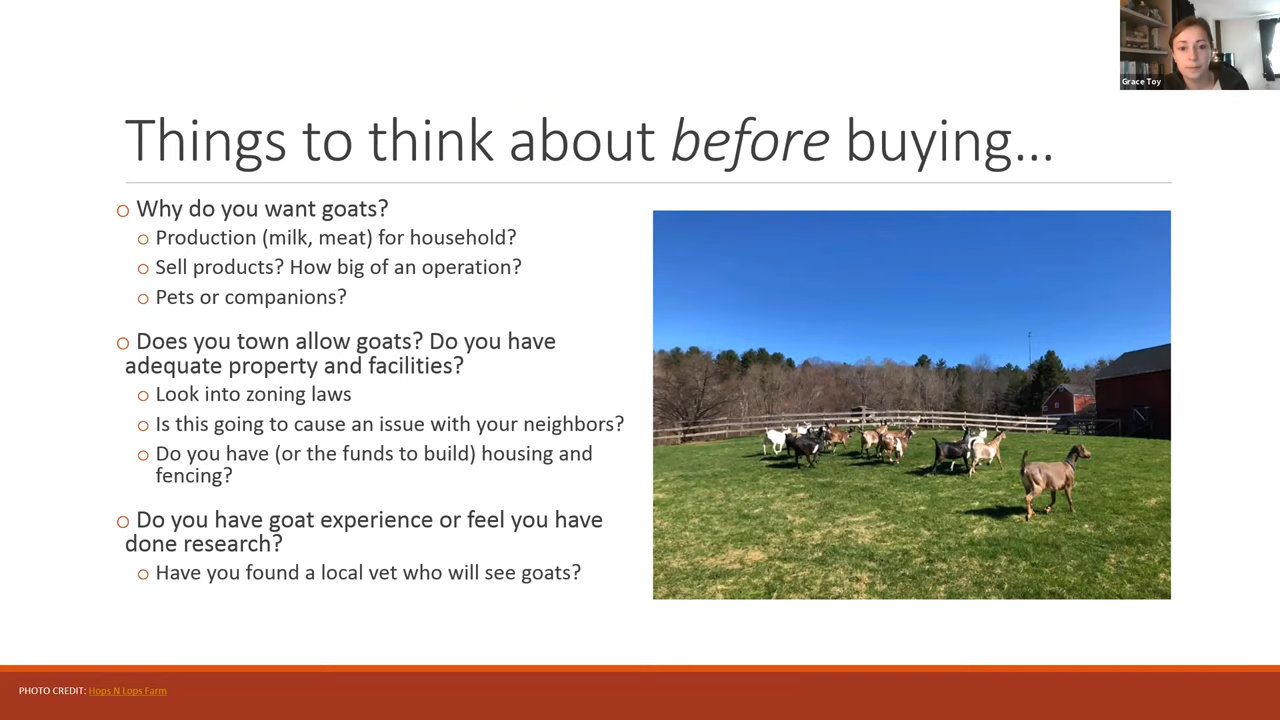 Grace Toy
Things to think about before buying...
o Why do you want goats?
o Production (milk, meat) for household?
o Sell products? How big of an operation?
o Pets or companions?
o Does you town allow goats? Do you have
adequate property and facilities?
o Look into zoning laws
o Is this going to cause an issue with your neighbors?
o Do you have (or the funds to build) housing and
fencing?
o Do you have goat experience or feel you have
done research?
o Have you found a local vet who will see goats?
PHOTO CREDIT: Hops N Lops Farm